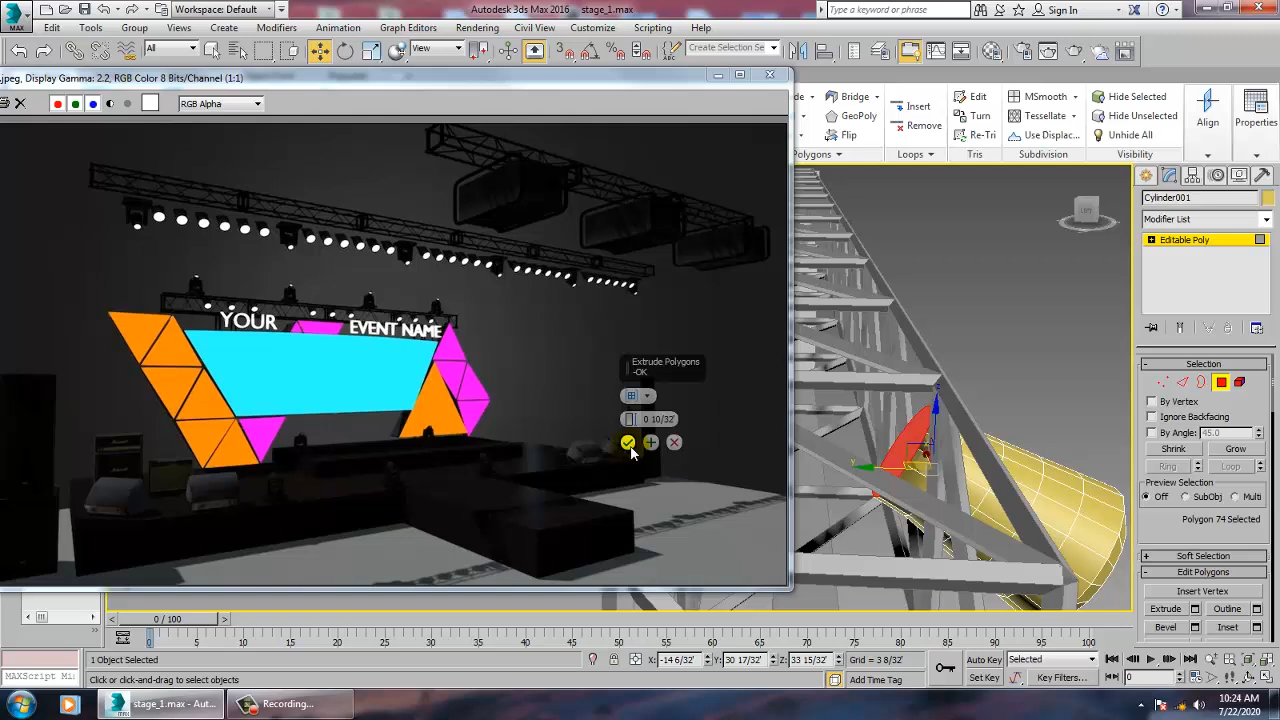 MAX
Workspace: Default
Autodesk 3ds Max 2016
stage_1.max
Type a keyword or phrase
Sign In
Edit
Tools
Group
Views
Create
Modifiers
Animation
Graph Editors
Rendering
Civil View
Customize
Scripting
Help
All
View
Create Selection Se
.jpeg, Display Gamma: 2.2, RGB Color 8 Bits/Channel (1:1)
RGB Alpha
Bridge
GeoPoly
Flip
Polygons
Insert
Remove
Loops
Edit
Turn
Re-Tri
Tris
MSmooth
Tessellate
Use Displac...
Subdivision
Hide Selected
Hide Unselected
Unhide All
Visibility
Align
Properties
YOUR
EVENT NAME
Extrude Polygons
-OK
0 10/32'
LEFT
Cylinder001
Modifier List
Editable Poly
Selection
By Vertex
Ignore Backfacing
By Angle: 45.0
Shrink
Grow
Ring
Loop
Preview Selection
Off
SubObj
Multi
Polygon 74 Selected
Soft Selection
Edit Polygons
Insert Vertex
Extrude
Outline
Bevel
Inset
0 / 100
0
5
10
15
20
25
30
35
40
45
50
55
60
65
70
75
80
85
90
95
100
1 Object Selected
X: -14 6/32'
Y: 30 17/32'
Z: 33 15/32'
Grid = 3 8/32'
Auto Key
Selected
MAXScript Mi
Click or click-and-drag to select objects
Add Time Tag
Set Key
Key Filters...
0
stage_1.max - Aut...
Recording...
10:24 AM
7/22/2020